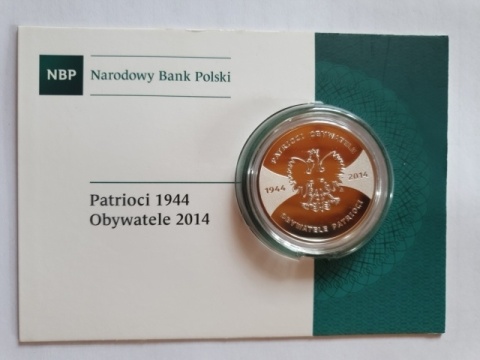 NBP
Narodowy Bank Polski
Patrioci 1944
Obywatele 2014
PATRIOCI OBYWATELE
1944
2014
OBYWATELE PATRIOCI